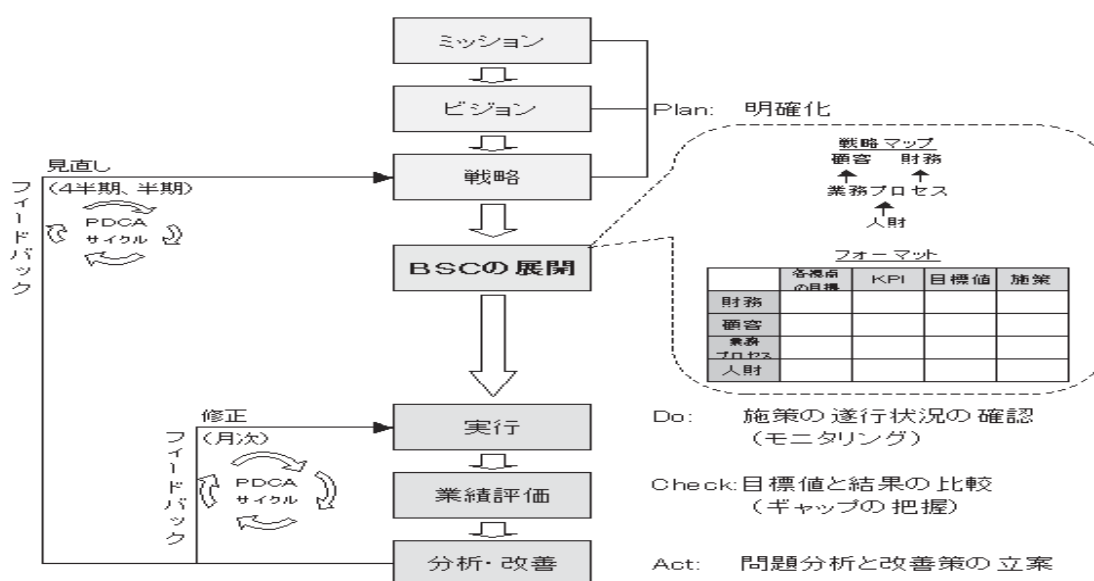 ミッション
ビジョン
Plan: 明確化
戦略マップ
顧客 財務
業務プロセス
人財
見直し
(4半期、半期)
戦略
フィードバック
PDCA
サイクル
BSCの展開
フォーマット
各視点
の目標
KPI
目標値
施策
財務
顧客
業務
プロセス
人財
修正
(月次)
実行
Do: 施策の遂行状況の確認
(モニタリング)
フィードバック
PDCA
サイクル
業績評価
Check:目標値と結果の比較
(ギャップの把握)
分析・改善
Act: 問題分析と改善策の立案